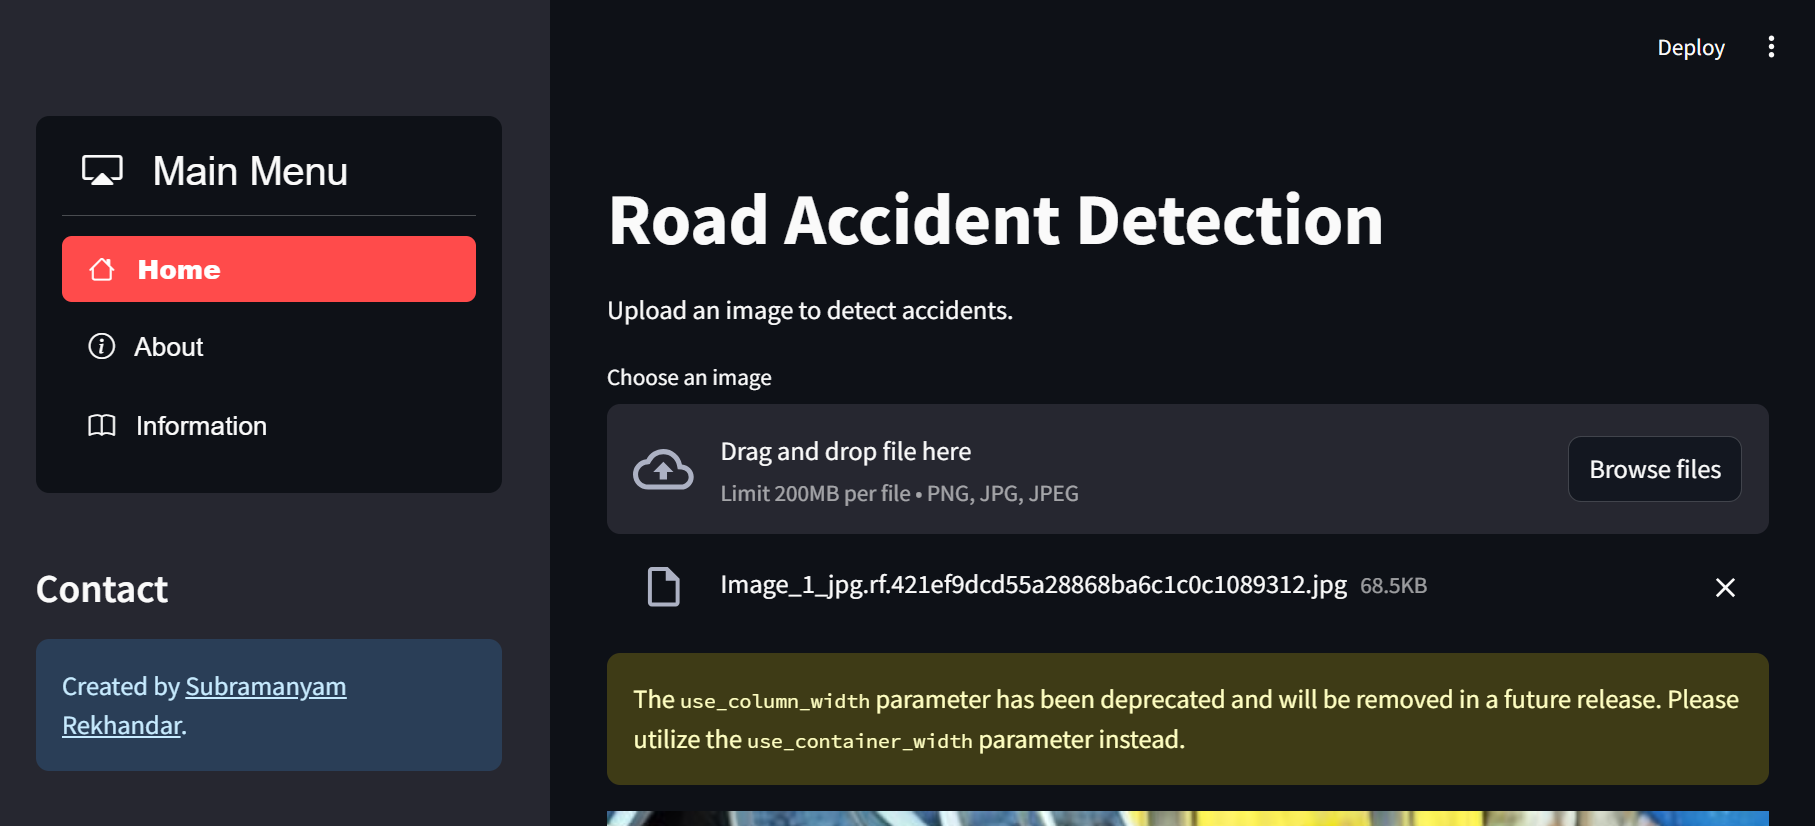 Deploy
Main Menu
Home
About
Information
Contact
Created by Subramanyam
Rekhandar.
Road Accident Detection
Upload an image to detect accidents.
Choose an image
Drag and drop file here
Limit 200MB per file • PNG, JPG, JPEG
Browse files
Image_1_jpg.rf.421ef9dcd55a28868ba6c1c0c1089312.jpg 68.5KB
The use_column_width parameter has been deprecated and will be removed in a future release. Please
utilize the use_container_width parameter instead.